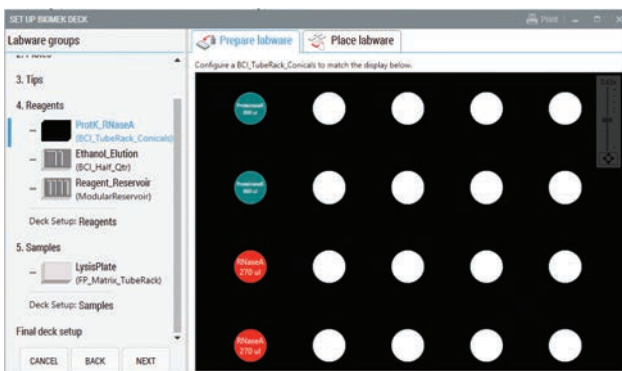 SET UP BIOMEK DECK
Print
Labware groups
Prepare labware
Place labware
Configure a BCI_TubeRack_Conicals to match the display below.
3. Tips
4. Reagents
ProtK_RNaseA
(BCI_TubeRack_Conicals)
Ethanol_Elution
(BCI_Half_Qtr)
Reagent_Reservoir
(ModularReservoir)
Deck Setup: Reagents
5. Samples
LysisPlate
(FP_Matrix_TubeRack)
Deck Setup: Samples
Final deck setup
CANCEL
BACK
NEXT
RNaseA
270 ul
RNaseA
270 ul